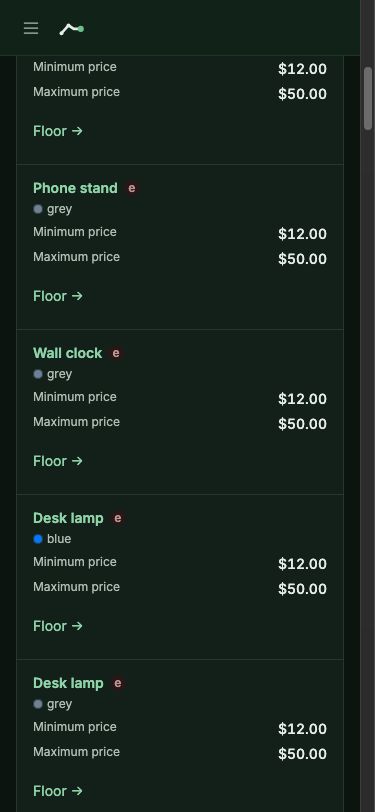 Minimum price $12.00
Maximum price $50.00
Floor →
Phone stand e
grey
Minimum price $12.00
Maximum price $50.00
Floor →
Wall clock e
grey
Minimum price $12.00
Maximum price $50.00
Floor →
Desk lamp e
blue
Minimum price $12.00
Maximum price $50.00
Floor →
Desk lamp e
grey
Minimum price $12.00
Maximum price $50.00
Floor →